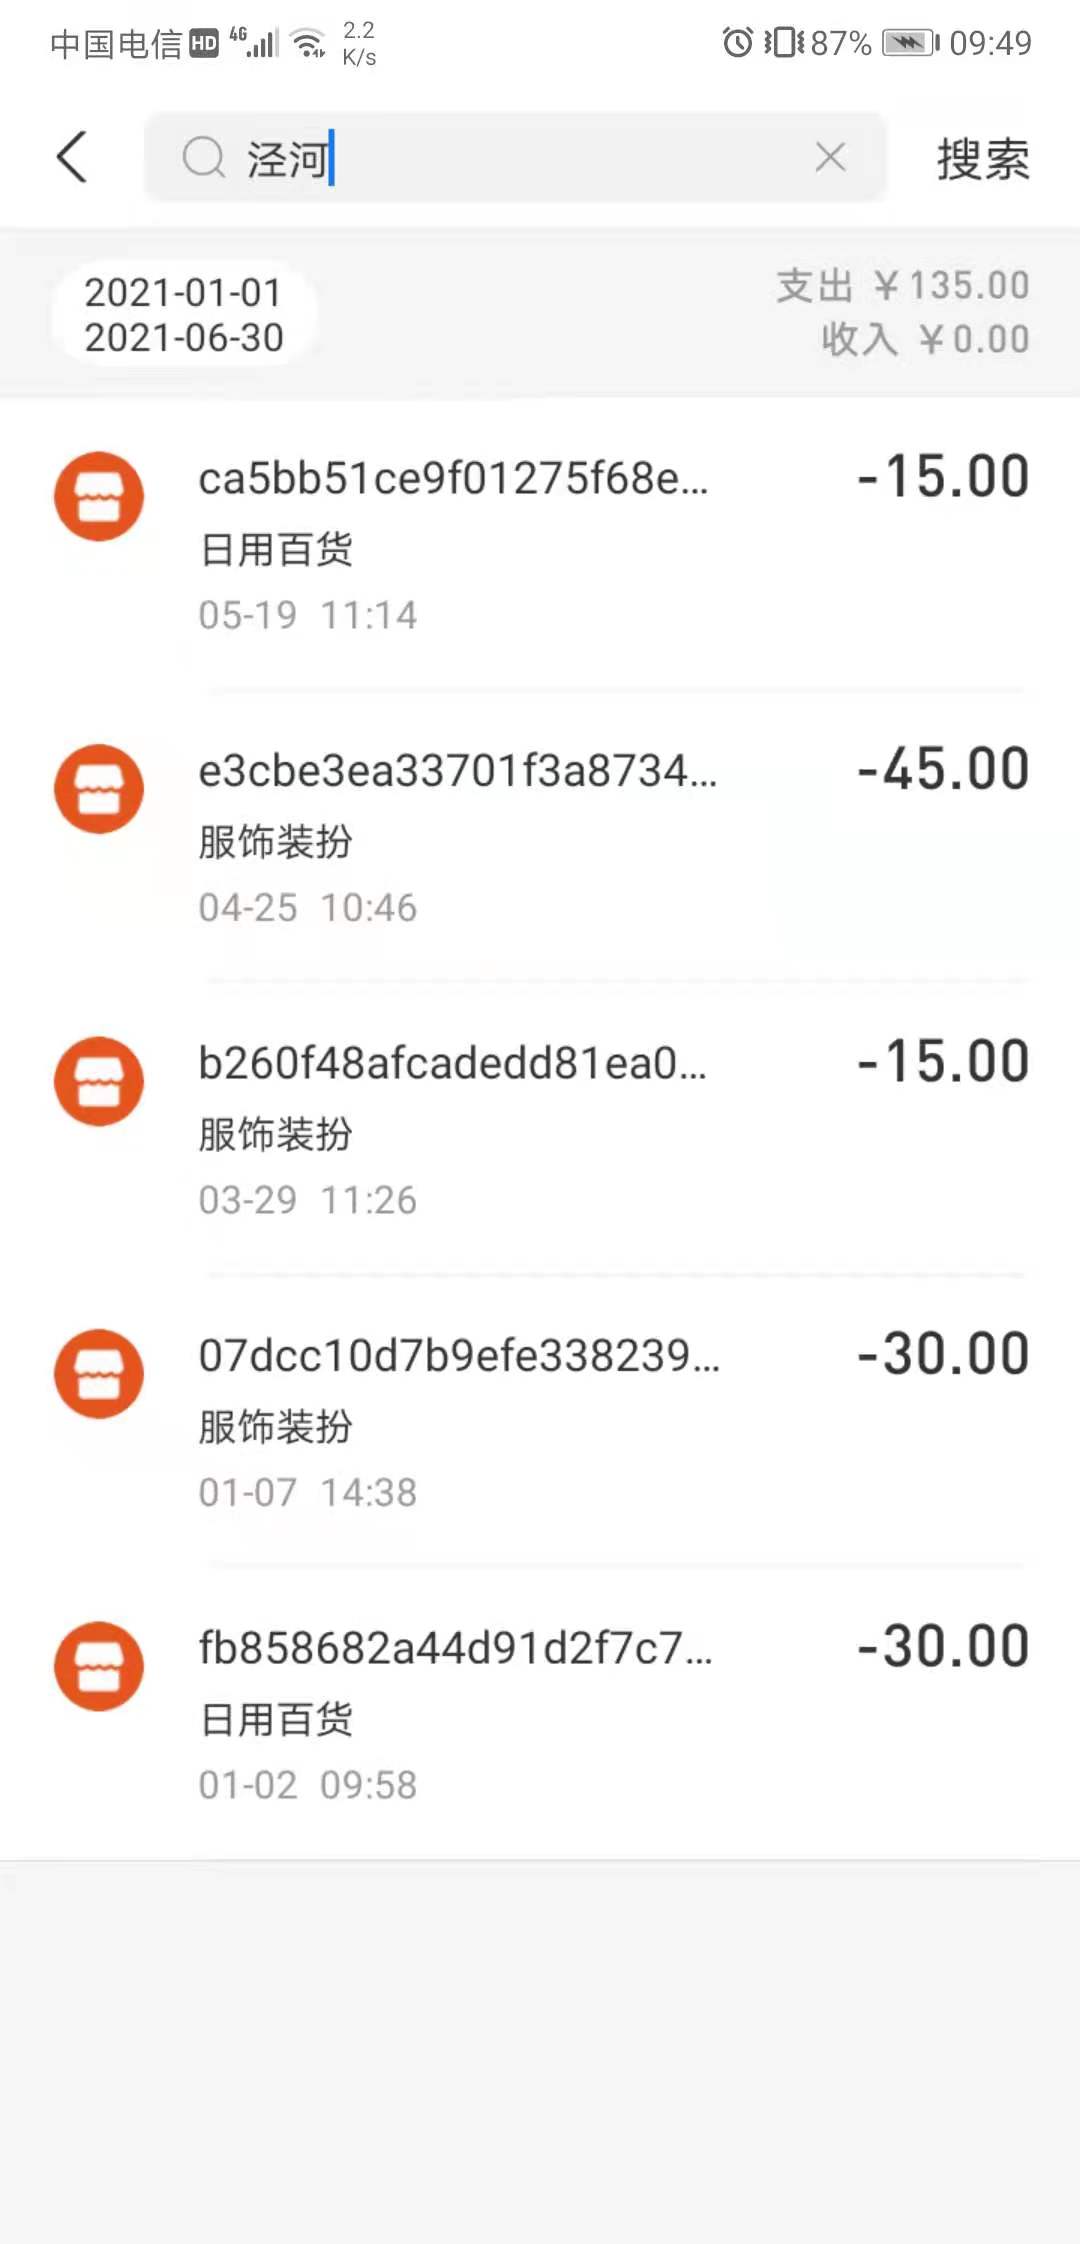 中国电信 HD 4G 2.2 K/s 87% 09:49
泾河 搜索
2021-01-01
2021-06-30
支出 ￥135.00
收入 ￥0.00
ca5bb51ce9f01275f68e... -15.00
日用百货
05-19 11:14
e3cbe3ea33701f3a8734... -45.00
服饰装扮
04-25 10:46
b260f48afcadedd81ea0... -15.00
服饰装扮
03-29 11:26
07dcc10d7b9efe338239... -30.00
服饰装扮
01-07 14:38
fb858682a44d91d2f7c7... -30.00
日用百货
01-02 09:58